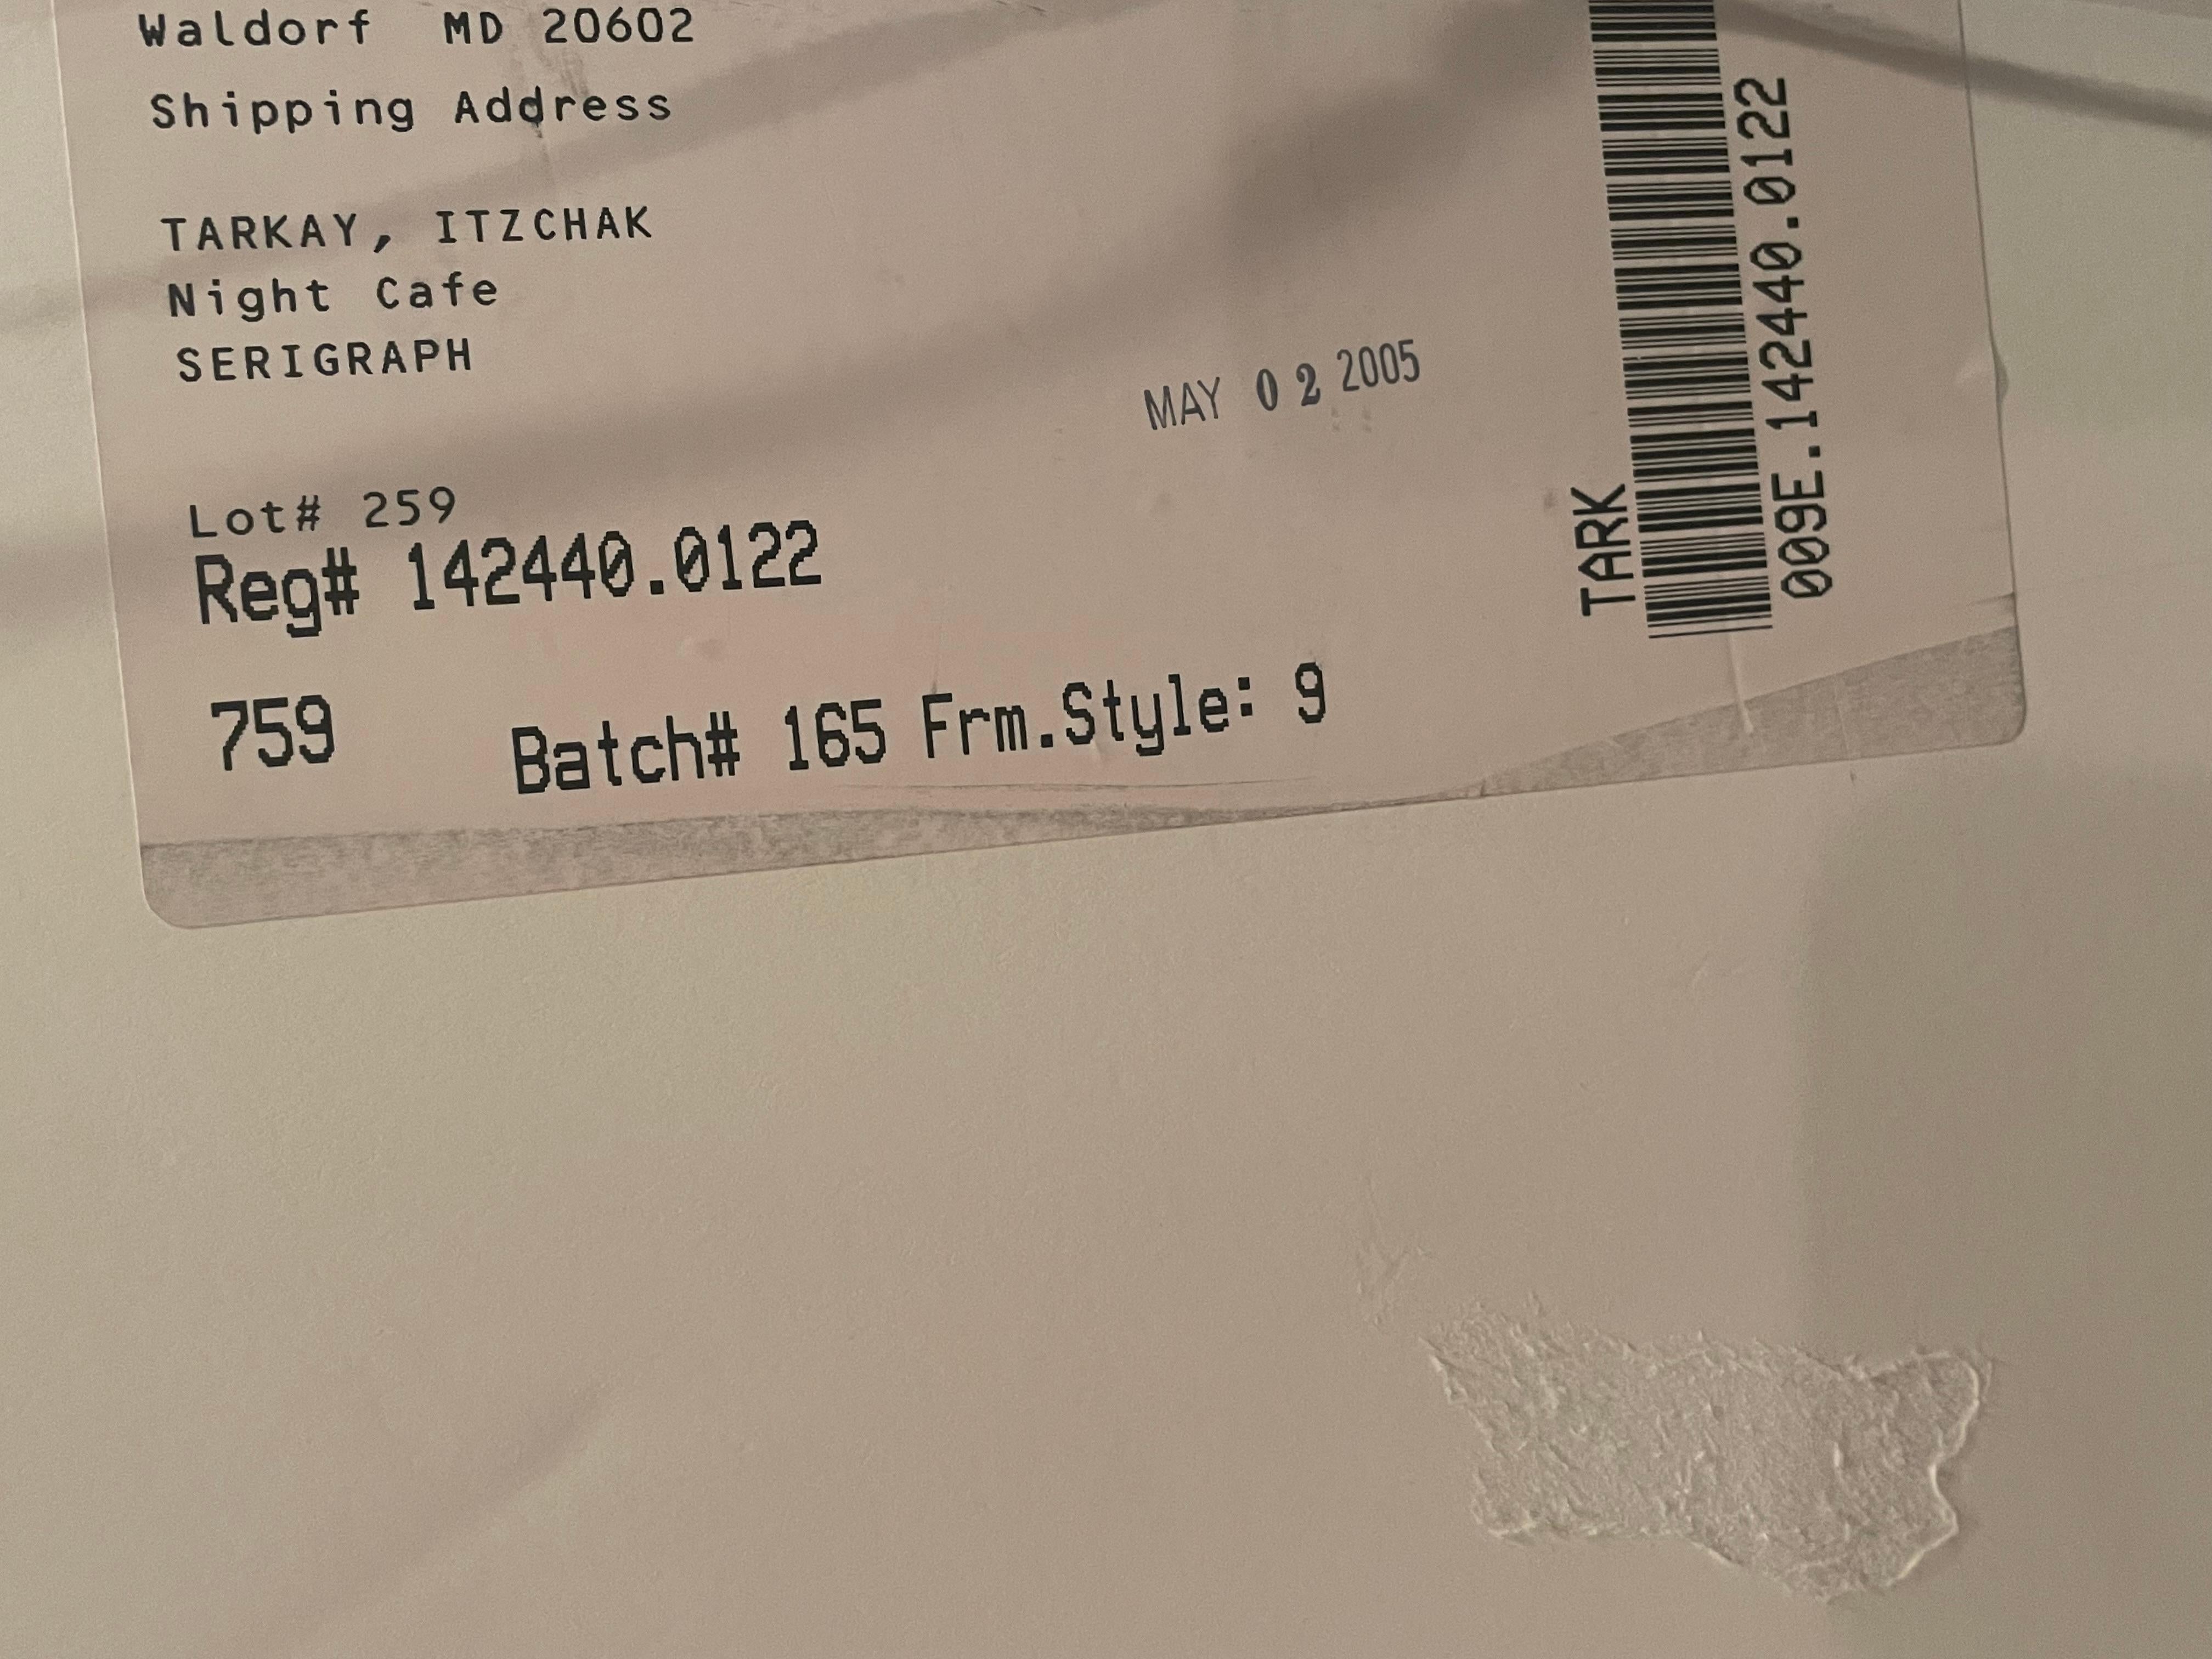 Waldorf MD 20602
Shipping Address
TARKAY, ITZCHAK
Night Cafe
SERIGRAPH
MAY 02 2005
Lot# 259
Reg# 142440.0122
759 Batch# 165 Frm.Style: 9
TARK
009E.142440.0122